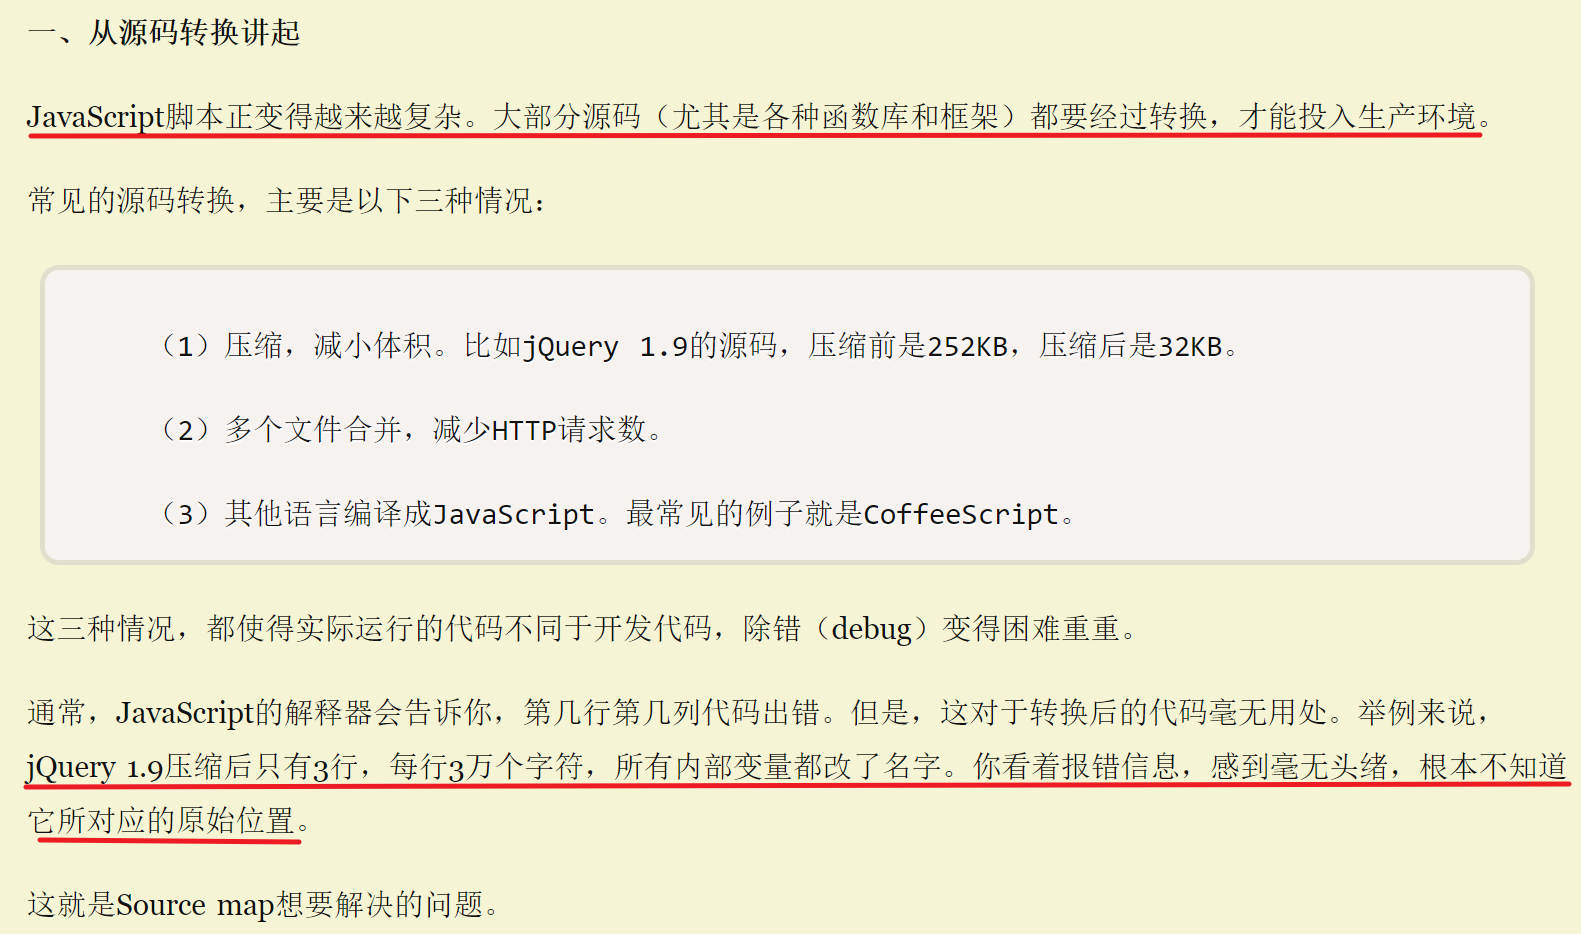 一、从源码转换讲起
JavaScript脚本正变得越来越复杂。大部分源码（尤其是各种函数库和框架）都要经过转换，才能投入生产环境。
常见的源码转换，主要是以下三种情况：
（1）压缩，减小体积。比如jQuery 1.9的源码，压缩前是252KB，压缩后是32KB。
（2）多个文件合并，减少HTTP请求数。
（3）其他语言编译成JavaScript。最常见的例子就是CoffeeScript。
这三种情况，都使得实际运行的代码不同于开发代码，除错（debug）变得困难重重。
通常，JavaScript的解释器会告诉你，第几行第几列代码出错。但是，这对于转换后的代码毫无用处。举例来说，
jQuery 1.9压缩后只有3行，每行3万个字符，所有内部变量都改了名字。你看着报错信息，感到毫无头绪，根本不知道
它所对应的原始位置。
这就是Source map想要解决的问题。